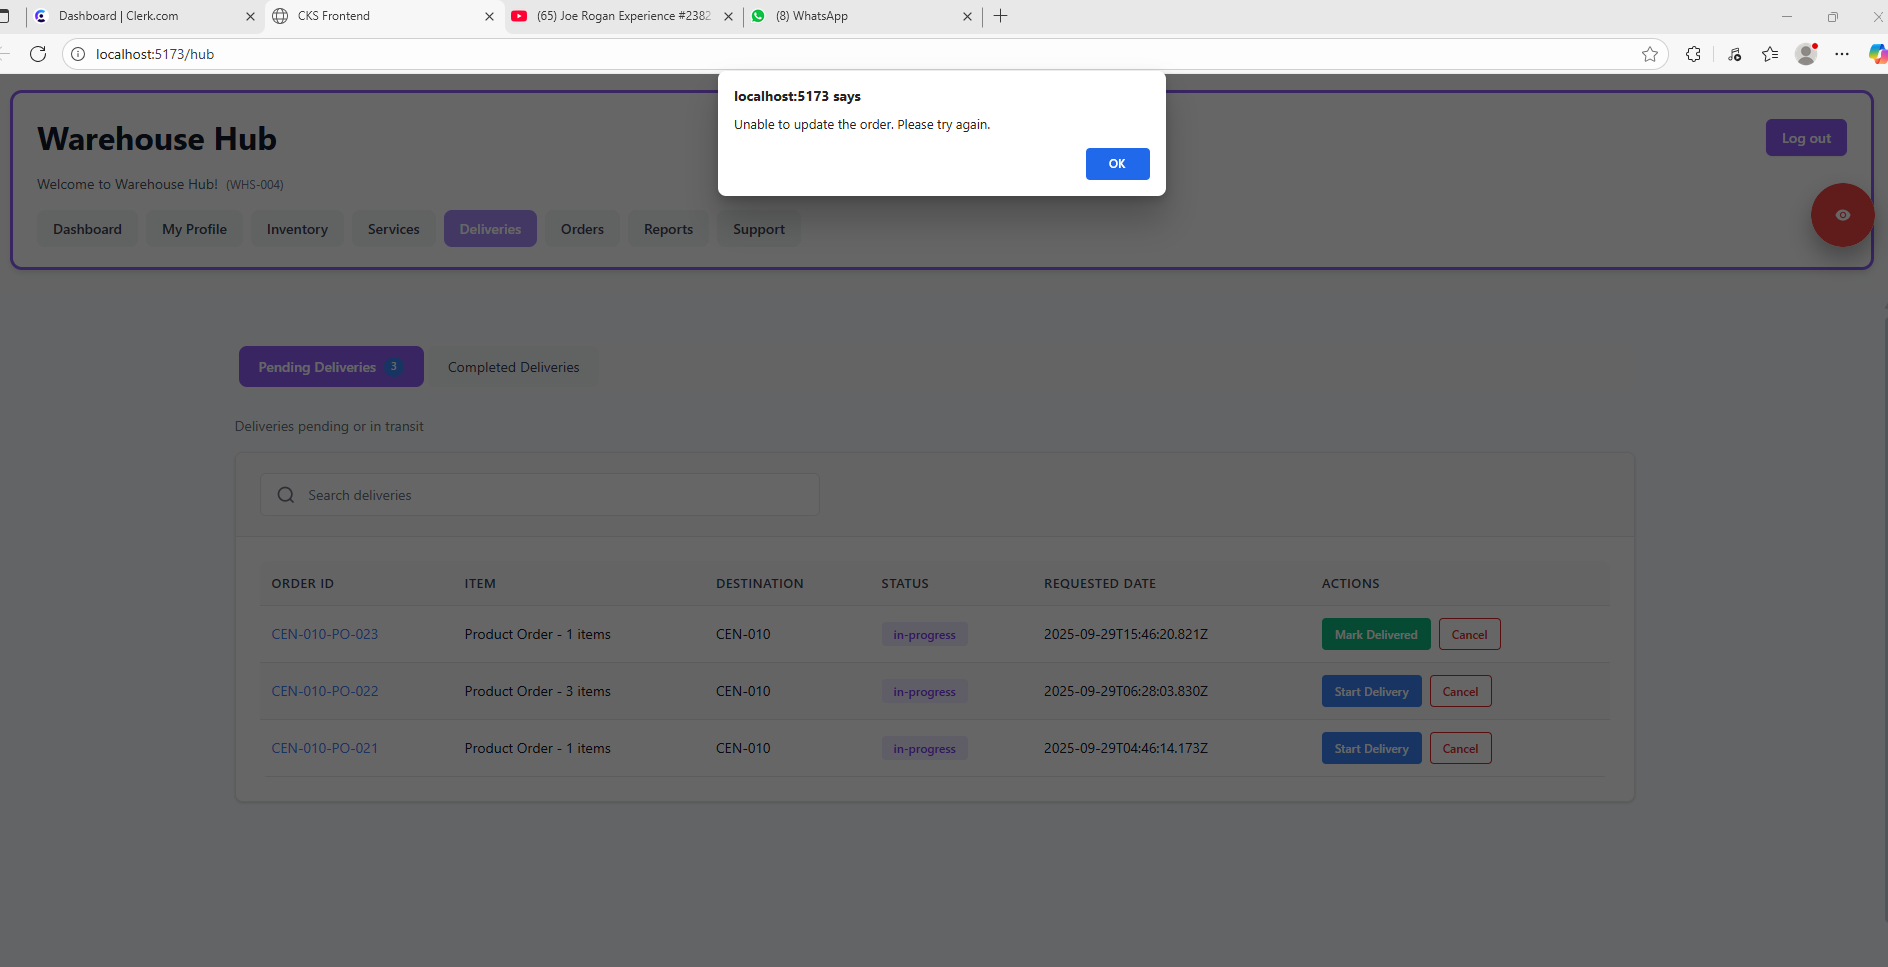 Dashboard | Clerk.com
CKS Frontend
(65) Joe Rogan Experience #2382
(8) WhatsApp
localhost:5173/hub
localhost:5173 says
Unable to update the order. Please try again.
OK
Warehouse Hub
Log out
Welcome to Warehouse Hub! (WHS-004)
Dashboard My Profile Inventory Services Deliveries Orders Reports Support
Pending Deliveries 3 Completed Deliveries
Deliveries pending or in transit
Search deliveries
ORDER ID ITEM DESTINATION STATUS REQUESTED DATE ACTIONS
CEN-010-PO-023 Product Order - 1 items CEN-010 in-progress 2025-09-29T15:46:20.821Z Mark Delivered Cancel
CEN-010-PO-022 Product Order - 3 items CEN-010 in-progress 2025-09-29T06:28:03.830Z Start Delivery Cancel
CEN-010-PO-021 Product Order - 1 items CEN-010 in-progress 2025-09-29T04:46:14.173Z Start Delivery Cancel